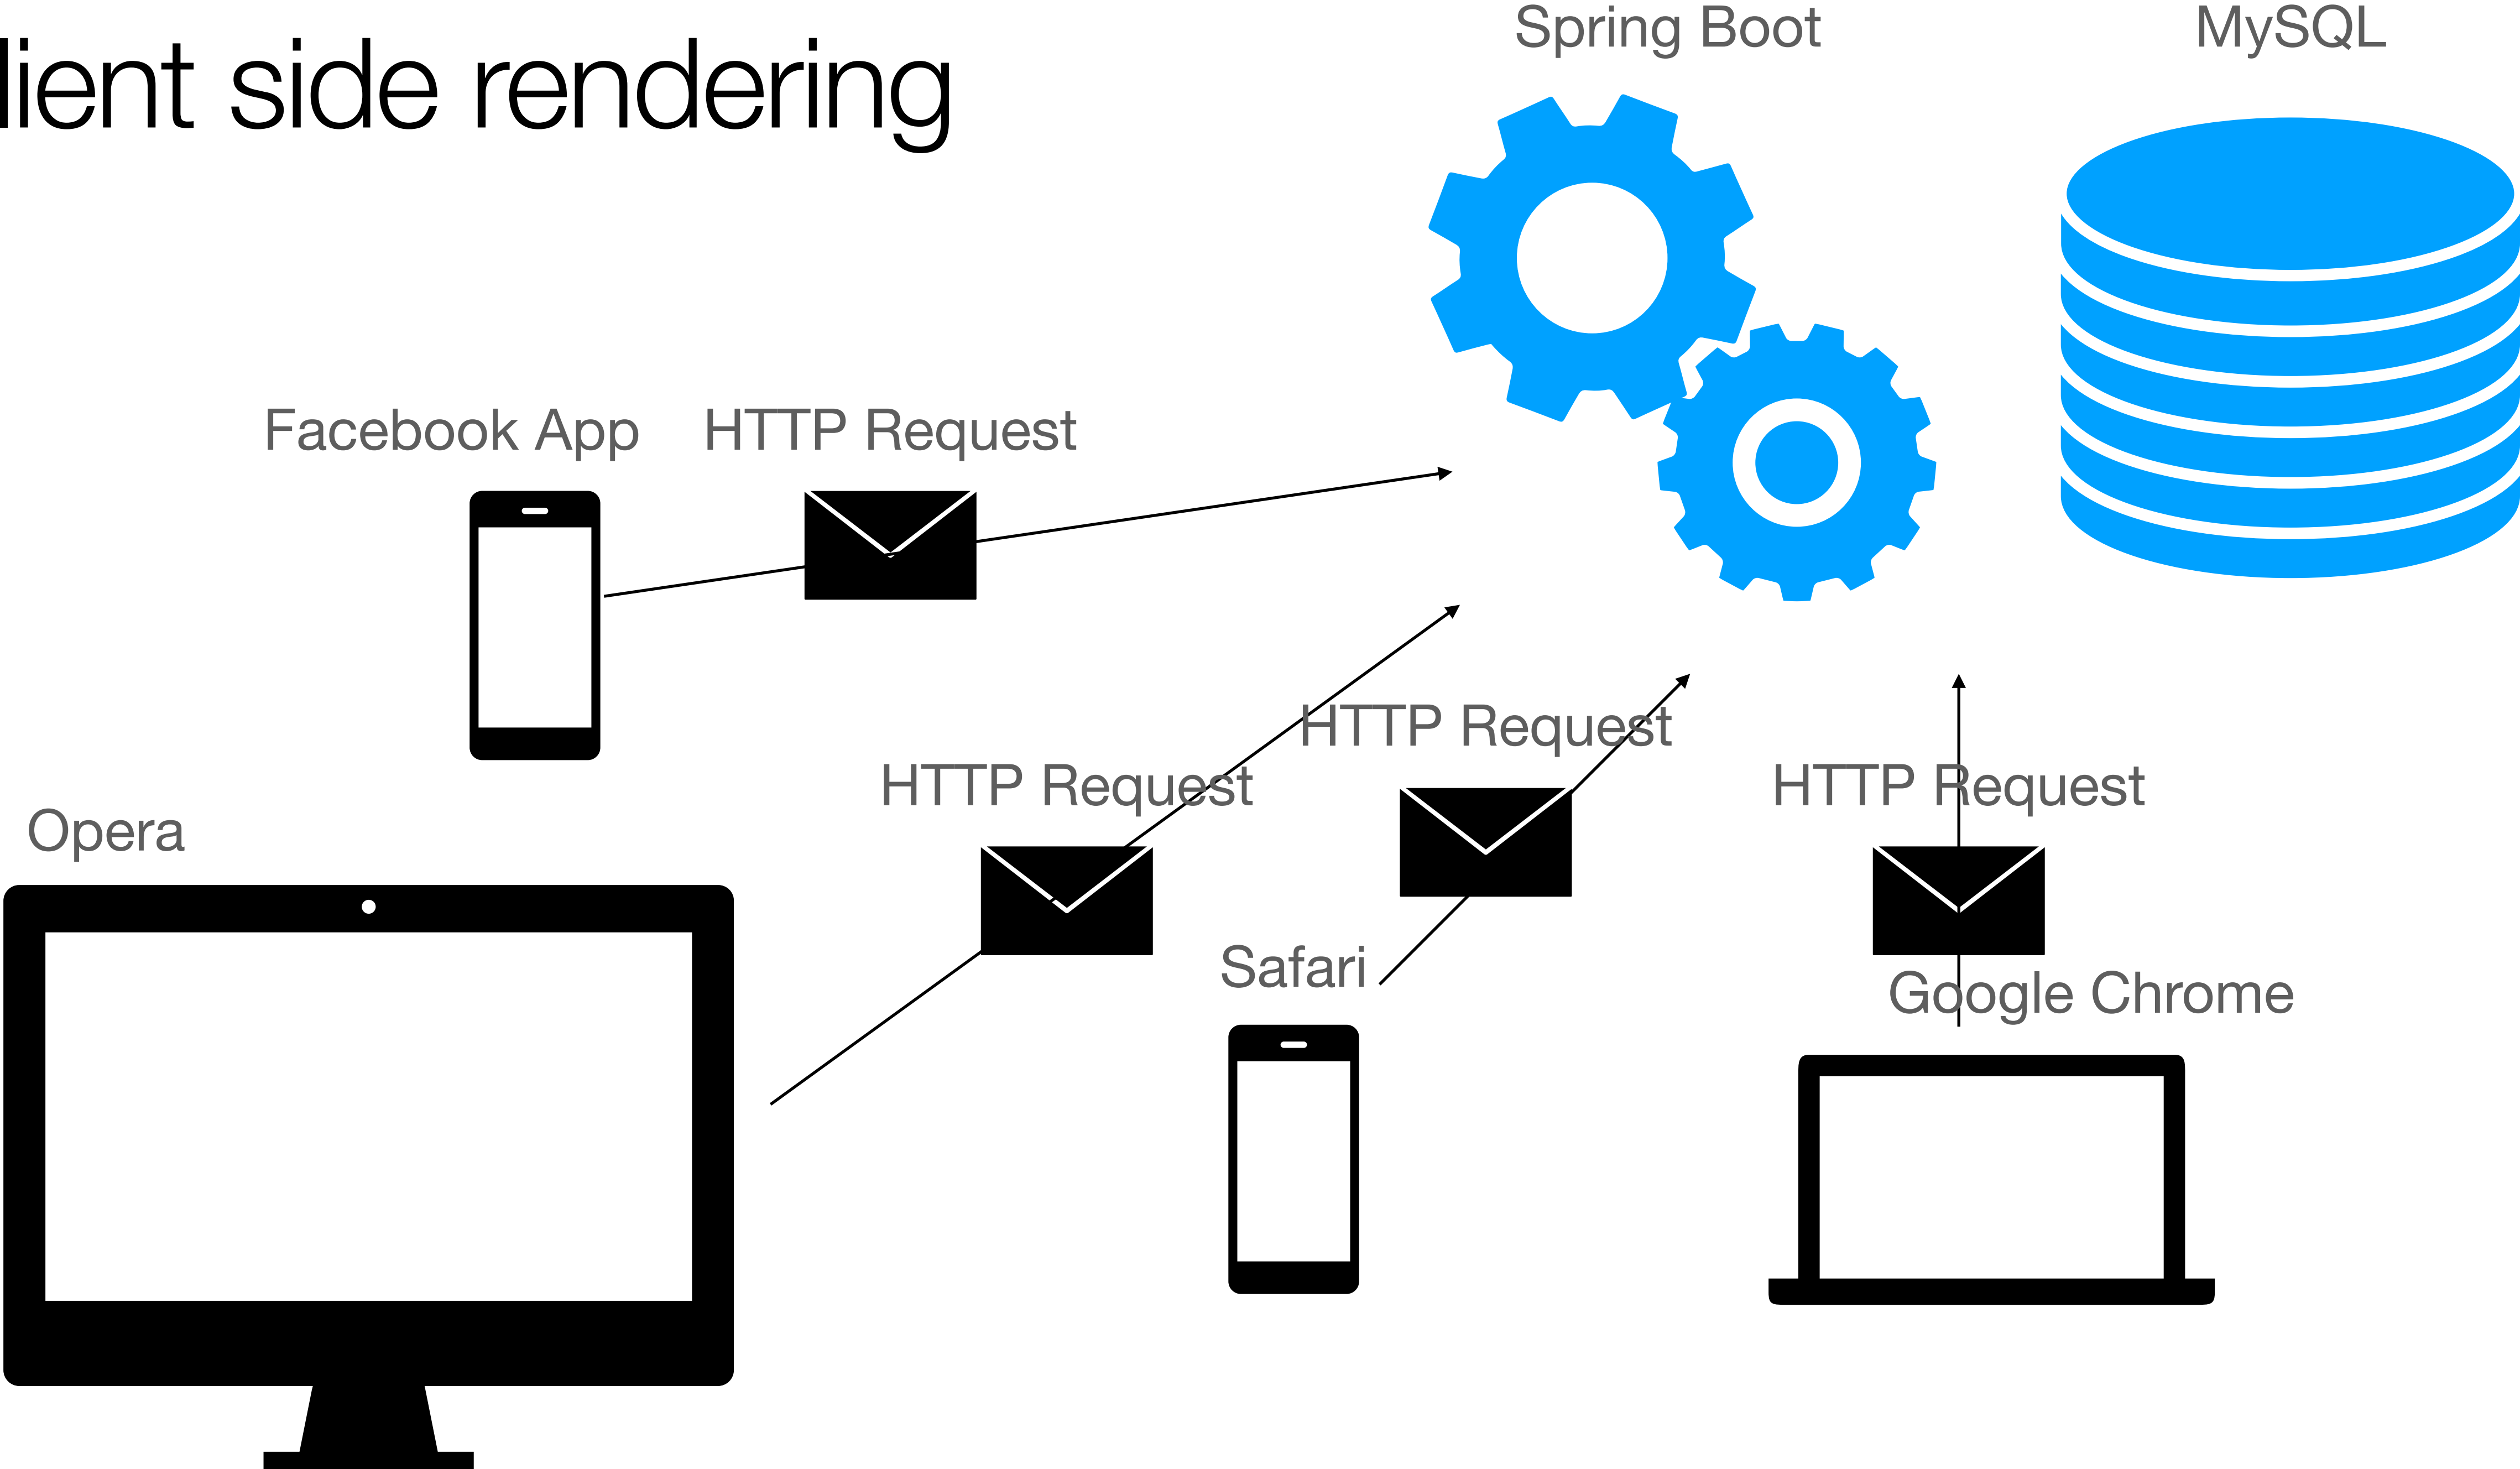 lient side rendering
Spring Boot
MySQL
Facebook App
HTTP Request
HTTP Request
HTTP Request
HTTP Request
Opera
Safari
Google Chrome